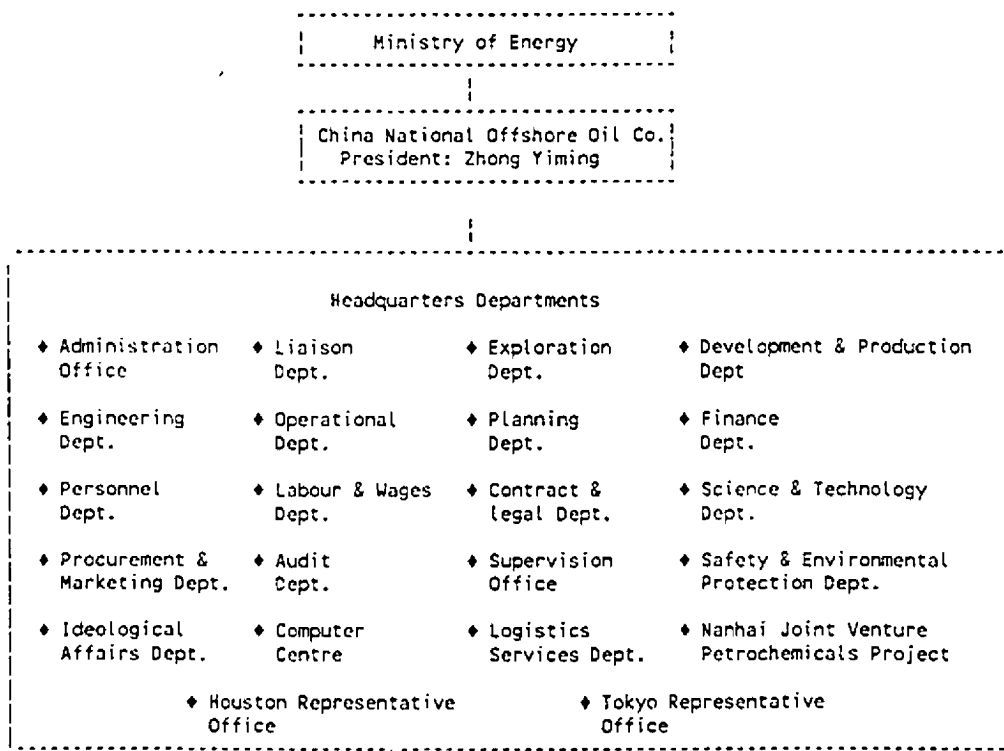 Ministry of Energy
China National Offshore Oil Co.
President: Zhong Yiming
Headquarters Departments
♦ Administration Office
♦ Liaison Dept.
♦ Exploration Dept.
♦ Development & Production Dept
♦ Engineering Dept.
♦ Operational Dept.
♦ Planning Dept.
♦ Finance Dept.
♦ Personnel Dept.
♦ Labour & Wages Dept.
♦ Contract & legal Dept.
♦ Science & Technology Dept.
♦ Procurement & Marketing Dept.
♦ Audit Dept.
♦ Supervision Office
♦ Safety & Environmental Protection Dept.
♦ Ideological Affairs Dept.
♦ Computer Centre
♦ Logistics Services Dept.
♦ Nanhai Joint Venture Petrochemicals Project
♦ Houston Representative Office
♦ Tokyo Representative Office